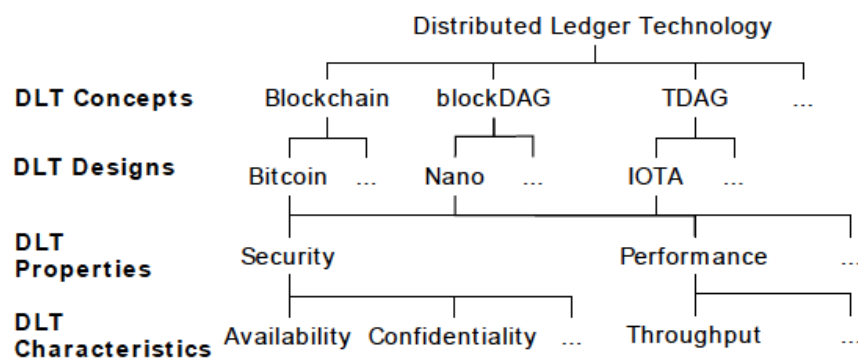 Distributed Ledger Technology
DLT Concepts Blockchain blockDAG TDAG ...
DLT Designs Bitcoin ... Nano ... IOTA ...
DLT
Properties Security Performance ...
DLT
Characteristics Availability Confidentiality ... Throughput ...